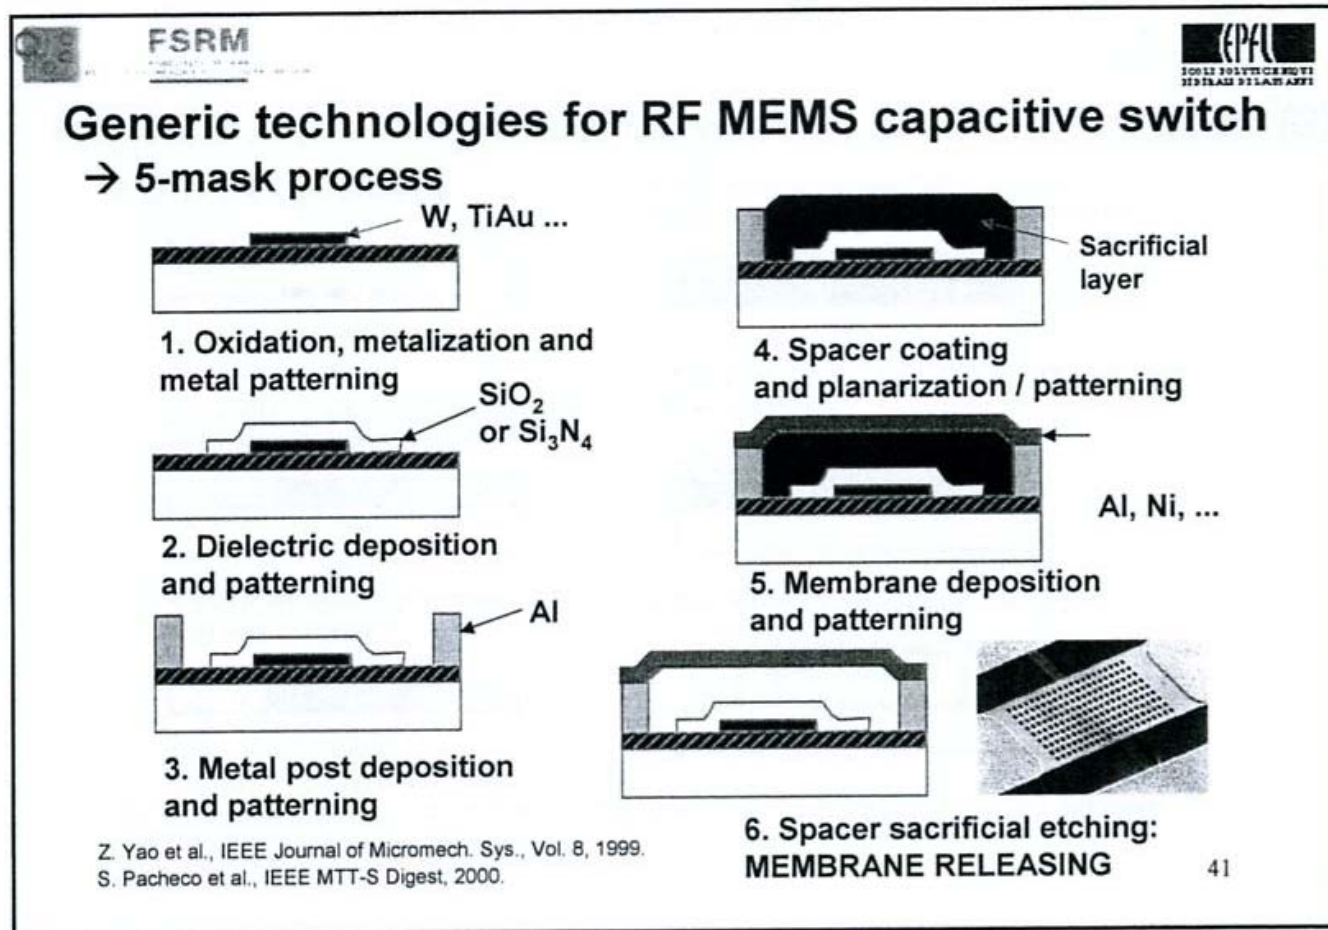 FSRM
EPFL
Generic technologies for RF MEMS capacitive switch
→ 5-mask process
W, TiAu ...
1. Oxidation, metalization and
metal patterning
SiO₂
or Si₃N₄
2. Dielectric deposition
and patterning
Al
3. Metal post deposition
and patterning
Sacrificial
layer
4. Spacer coating
and planarization / patterning
Al, Ni, ...
5. Membrane deposition
and patterning
6. Spacer sacrificial etching:
MEMBRANE RELEASING
Z. Yao et al., IEEE Journal of Micromech. Sys., Vol. 8, 1999.
S. Pacheco et al., IEEE MTT-S Digest, 2000.
41